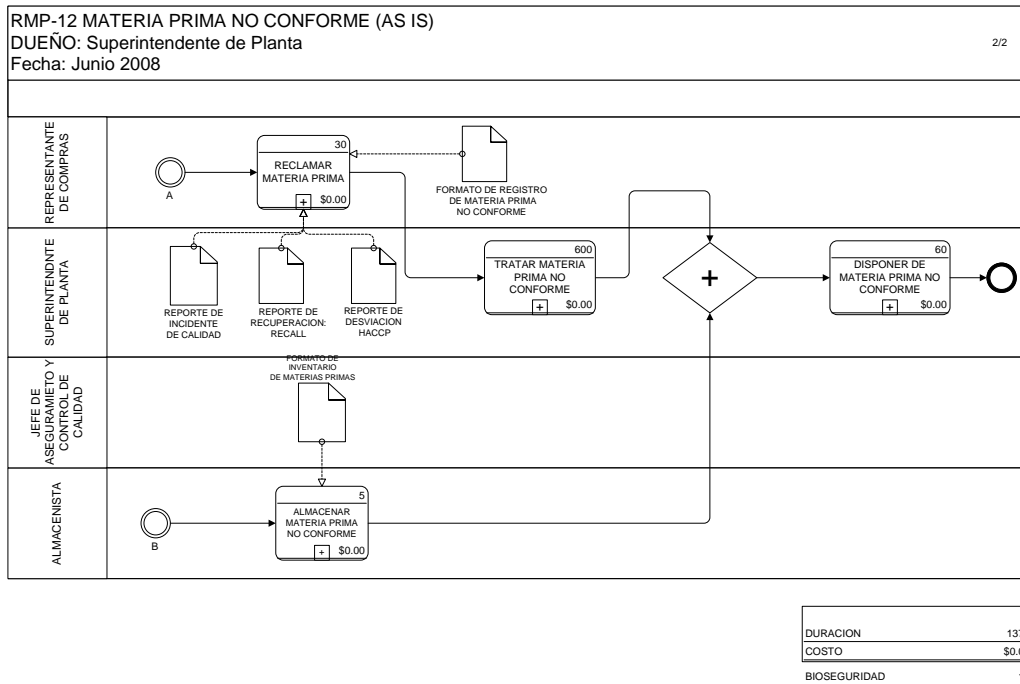 RMP-12 MATERIA PRIMA NO CONFORME (AS IS)
DUEÑO: Superintendente de Planta
2/2
Fecha: Junio 2008
REPRESENTANTE
DE COMPRAS
A
30
RECLAMAR
MATERIA PRIMA
+
$0.00
FORMATO DE REGISTRO
DE MATERIA PRIMA
NO CONFORME
SUPERINTENDNTE
DE PLANTA
REPORTE DE
INCIDENTE
DE CALIDAD
REPORTE DE
RECUPERACION:
RECALL
REPORTE DE
DESVIACION
HACCP
600
TRATAR MATERIA
PRIMA NO
CONFORME
+
$0.00
+
60
DISPONER DE
MATERIA PRIMA NO
CONFORME
+
$0.00
JEFE DE
ASEGURAMIETO Y
CONTROL DE
CALIDAD
FORMATO DE
INVENTARIO
DE MATERIAS PRIMAS
ALMACENISTA
B
5
ALMACENAR
MATERIA PRIMA
NO CONFORME
+
$0.00
DURACION
COSTO
BIOSEGURIDAD